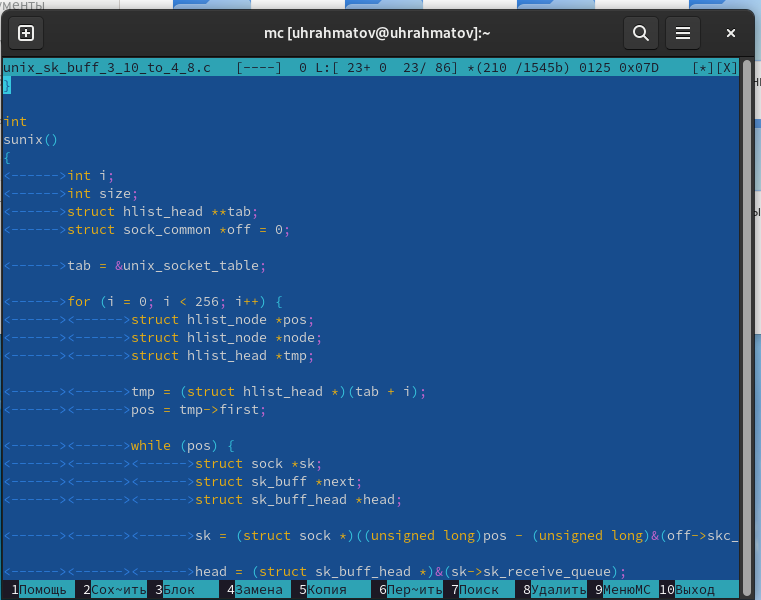 ументы
mc [uhrahmatov@uhrahmatov]:~
unix_sk_buff_3_10_to_4_8.c   [----]  0 L:[ 23+ 0  23/ 86] *(210 /1545b) 0125 0x07D    [*][X]
}
int
sunix()
{
<------>int i;
<------>int size;
<------>struct hlist_head **tab;
<------>struct sock_common *off = 0;
<------>tab = &unix_socket_table;
<------>for (i = 0; i < 256; i++) {
<------><------>struct hlist_node *pos;
<------><------>struct hlist_node *node;
<------><------>struct hlist_head *tmp;
<------><------>tmp = (struct hlist_head *)(tab + i);
<------><------>pos = tmp->first;
<------><------>while (pos) {
<------><------><------>struct sock *sk;
<------><------><------>struct sk_buff *next;
<------><------><------>struct sk_buff_head *head;
<------><------><------>sk = (struct sock *)((unsigned long)pos - (unsigned long)&(off->skc_
<------><------><------>head = (struct sk_buff_head *)&(sk->sk_receive_queue);
1Помощь 2Сох~ить 3Блок 4Замена 5Копия 6Пер~ить 7Поиск 8Удалить 9МенюMC 10Выход